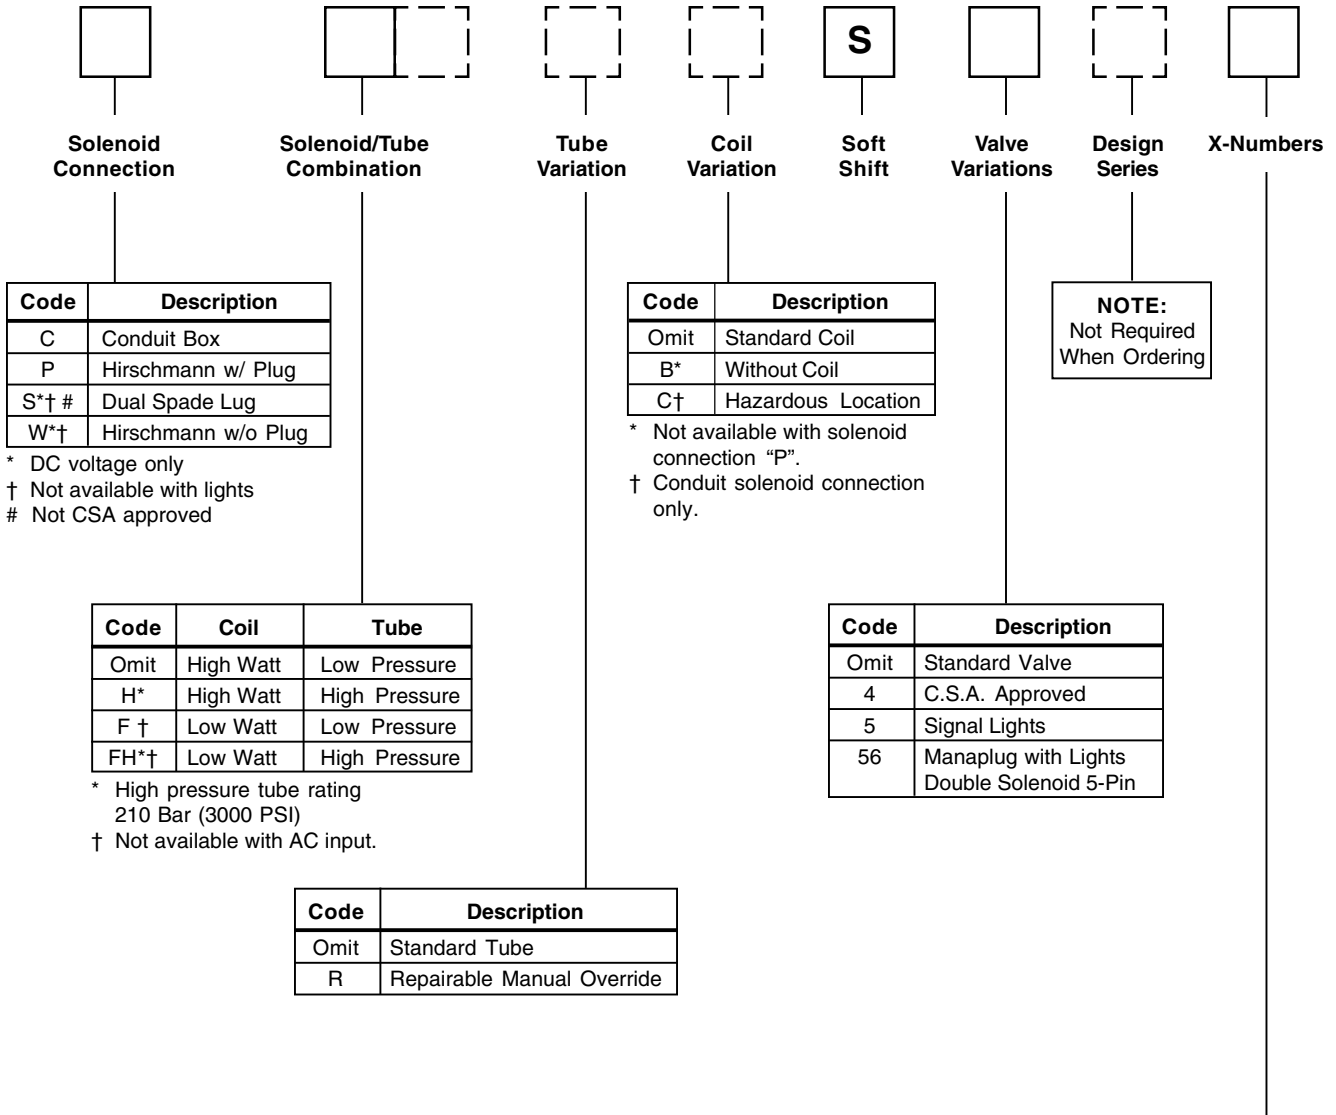 S
Solenoid
Connection
Solenoid/Tube
Combination
Tube
Variation
Coil
Variation
Soft
Shift
Valve
Variations
Design
Series
X-Numbers
Code Description
C Conduit Box
P Hirschmann w/ Plug
S*† # Dual Spade Lug
W*† Hirschmann w/o Plug
* DC voltage only
† Not available with lights
# Not CSA approved
Code Description
Omit Standard Coil
B* Without Coil
C† Hazardous Location
* Not available with solenoid
connection “P”.
† Conduit solenoid connection
only.
NOTE:
Not Required
When Ordering
Code Coil Tube
Omit High Watt Low Pressure
H* High Watt High Pressure
F † Low Watt Low Pressure
FH*† Low Watt High Pressure
* High pressure tube rating
210 Bar (3000 PSI)
† Not available with AC input.
Code Description
Omit Standard Valve
4 C.S.A. Approved
5 Signal Lights
56 Manaplug with Lights
Double Solenoid 5-Pin
Code Description
Omit Standard Tube
R Repairable Manual Override